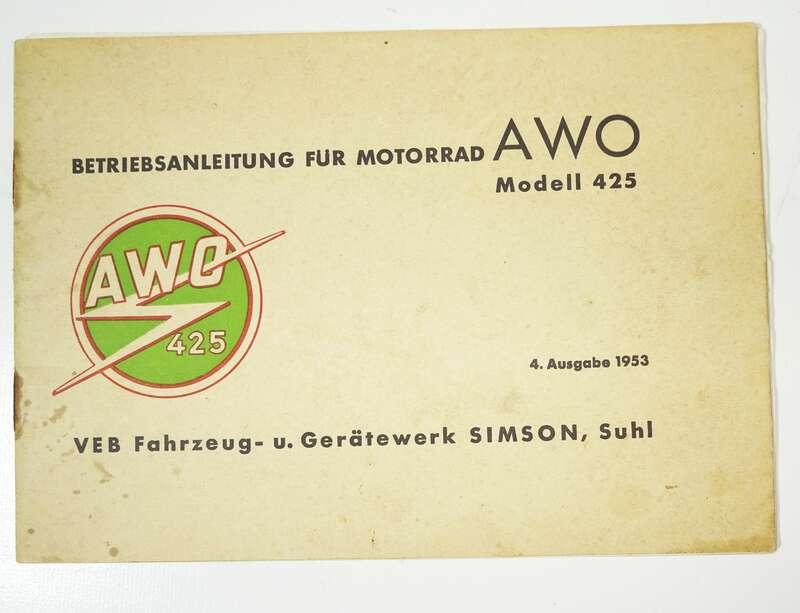 BETRIEBSANLEITUNG FÜR MOTORRAD AWO
Modell 425
AWO
425
4. Ausgabe 1953
VEB Fahrzeug- u. Gerätewerk SIMSON, Suhl